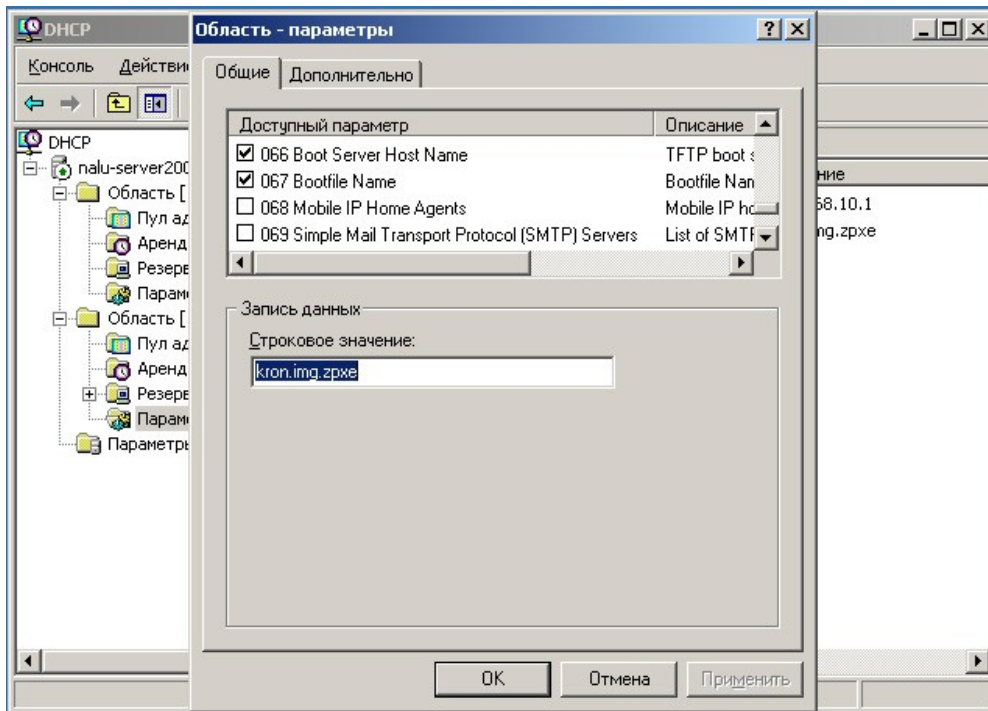 DHCP
Область - параметры
Консоль Действи
Общие
Дополнительно
DHCP
nalu-server200
Область [
Пул ад
Аренд
Резерв
Парам
Область [
Пул ад
Аренд
Резерв
Парам
Параметры
Доступный параметр Описание
066 Boot Server Host Name TFTP boot s
067 Bootfile Name Bootfile Nan
068 Mobile IP Home Agents Mobile IP ho
069 Simple Mail Transport Protocol (SMTP) Servers List of SMTF
Запись данных
Строковое значение:
kron.img.zpxe
ние
68.10.1
ng.zpxe
OK
Отмена
Применить